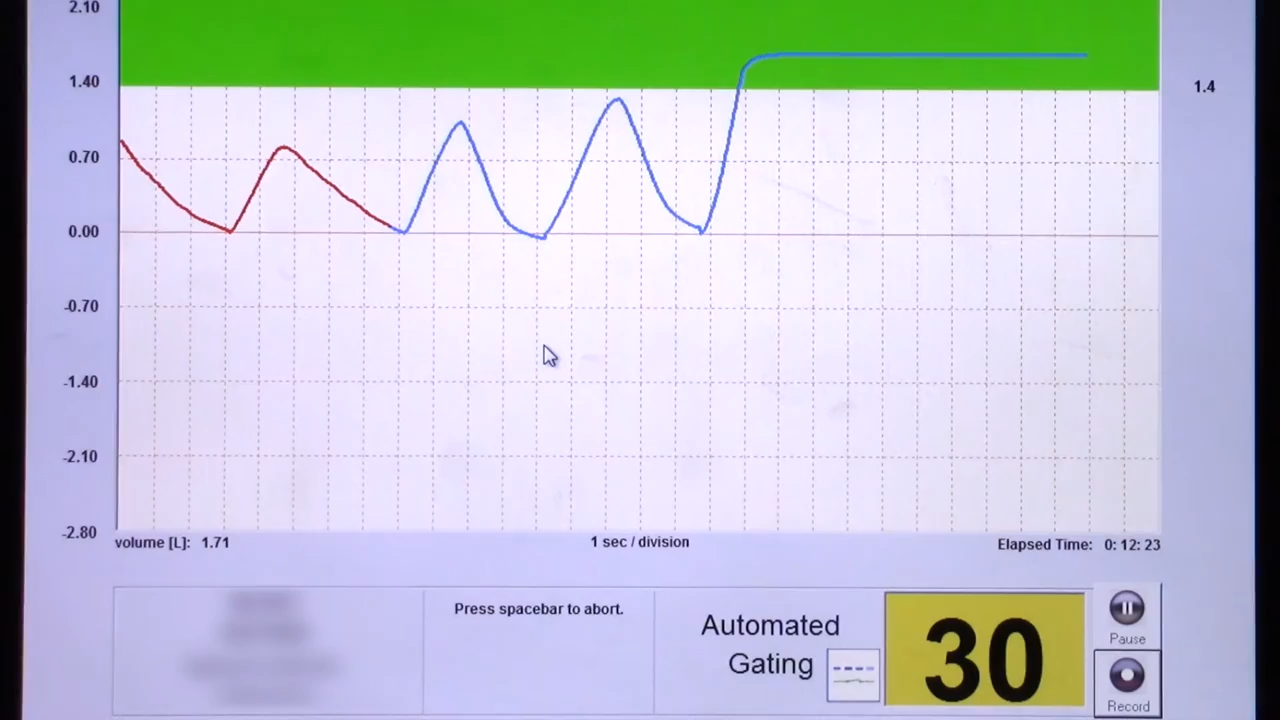 2.10
1.40
1.4
0.70
0.00
-0.70
-1.40
-2.10
-2.80
volume [L]: 1.71
1 sec / division
Elapsed Time: 0: 12: 23
Press spacebar to abort.
Automated
Gating
30
Pause
Record